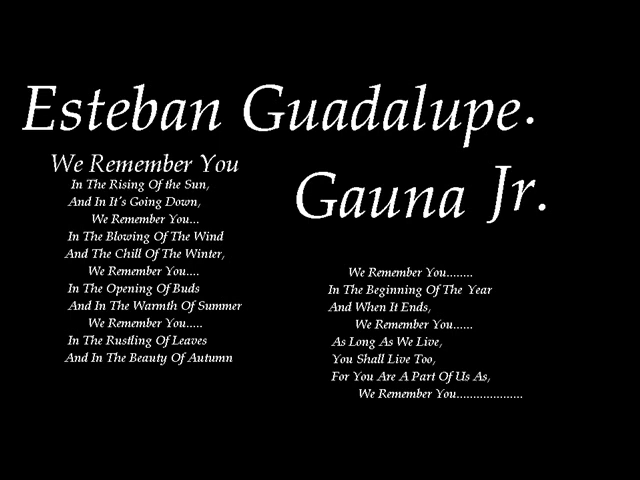 Esteban Guadalupe.
Gauna Jr.
We Remember You
In The Rising Of the Sun,
And In It's Going Down,
We Remember You...
In The Blowing Of The Wind
And The Chill Of The Winter,
We Remember You....
In The Opening Of Buds
And In The Warmth Of Summer
We Remember You.....
In The Rustling Of Leaves
And In The Beauty Of Autumn
We Remember You........
In The Beginning Of The Year
And When It Ends,
We Remember You......
As Long As We Live,
You Shall Live Too,
For You Are A Part Of Us As,
We Remember You....................